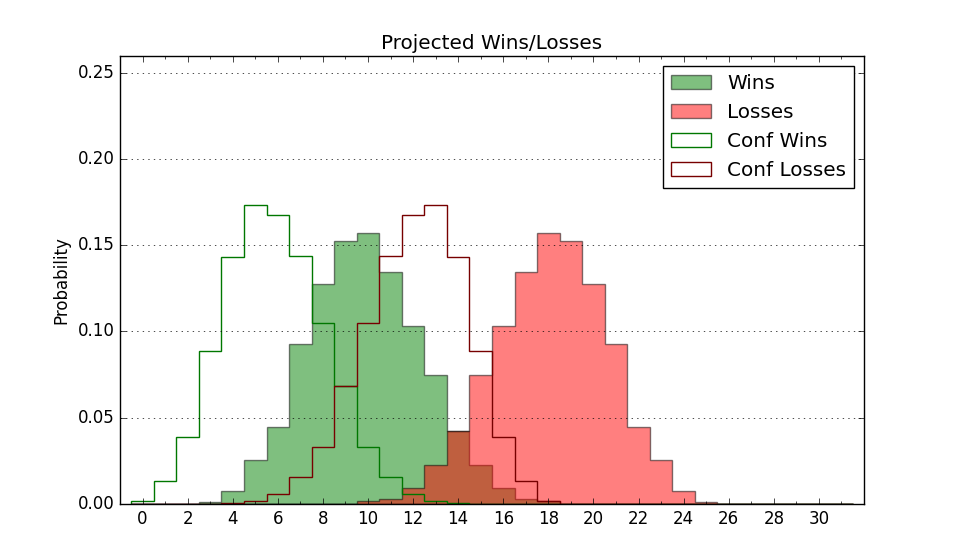 Projected Wins/Losses
0.25
0.20
0.15
0.10
0.05
0.00
Probability
Wins
Losses
Conf Wins
Conf Losses
0 2 4 6 8 10 12 14 16 18 20 22 24 26 28 30